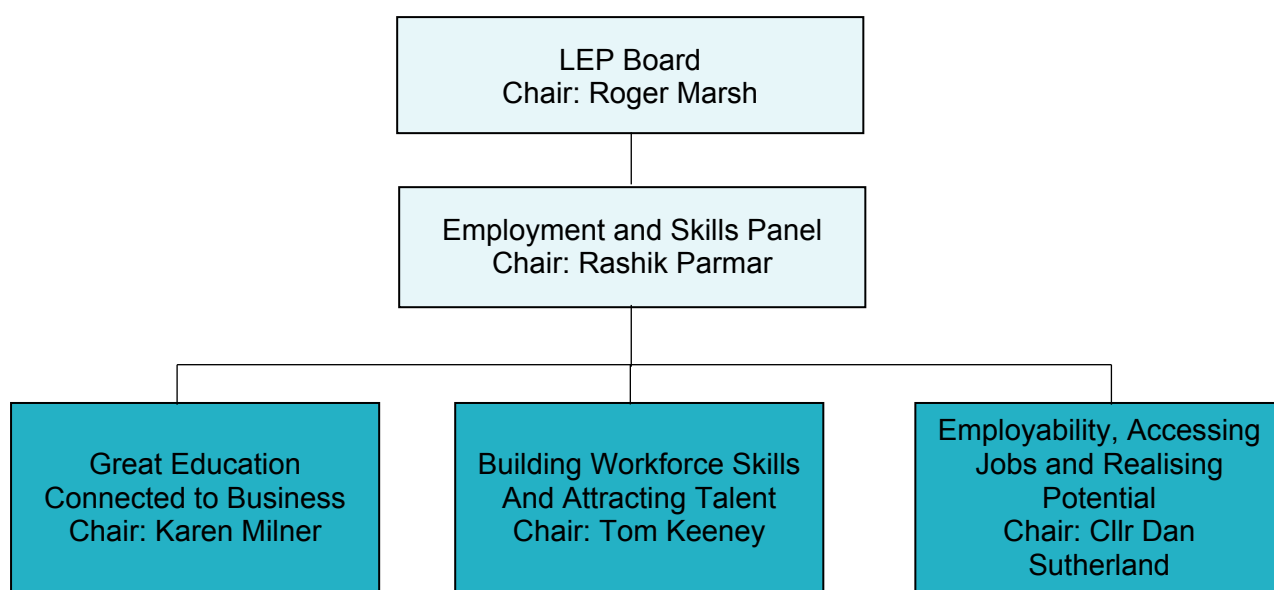 LEP Board
Chair: Roger Marsh
Employment and Skills Panel
Chair: Rashik Parmar
Great Education
Connected to Business
Chair: Karen Milner
Building Workforce Skills
And Attracting Talent
Chair: Tom Keeney
Employability, Accessing
Jobs and Realising
Potential
Chair: Cllr Dan
Sutherland